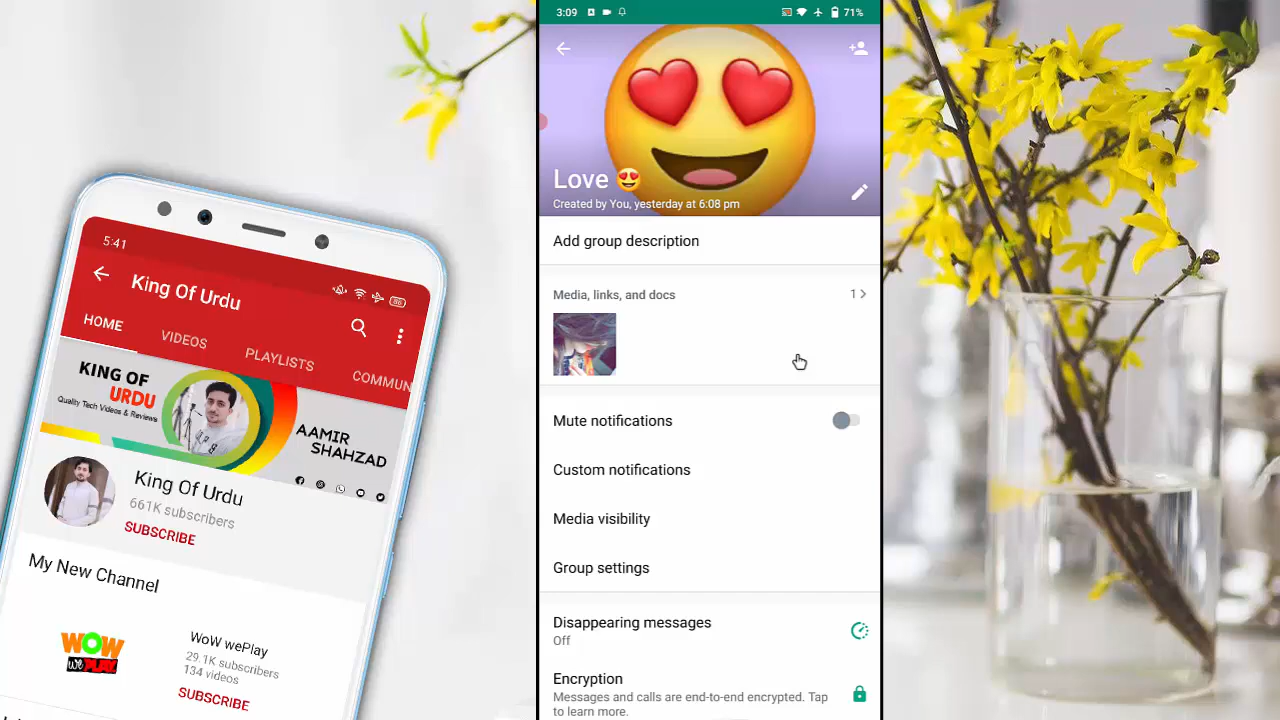 5:41
86
King Of Urdu
HOME VIDEOS PLAYLISTS COMMUN
KING OF
URDU
Quality Tech Videos & Reviews
AAMIR
SHAHZAD
King Of Urdu
661K subscribers
SUBSCRIBE
My New Channel
WOW
wePLAY
WoW wePlay
29.1K subscribers
134 videos
SUBSCRIBE
3:09 71%
Love 😍
Created by You, yesterday at 6:08 pm
Add group description
Media, links, and docs 1 >
Mute notifications
Custom notifications
Media visibility
Group settings
Disappearing messages
Off
Encryption
Messages and calls are end-to-end encrypted. Tap
to learn more.